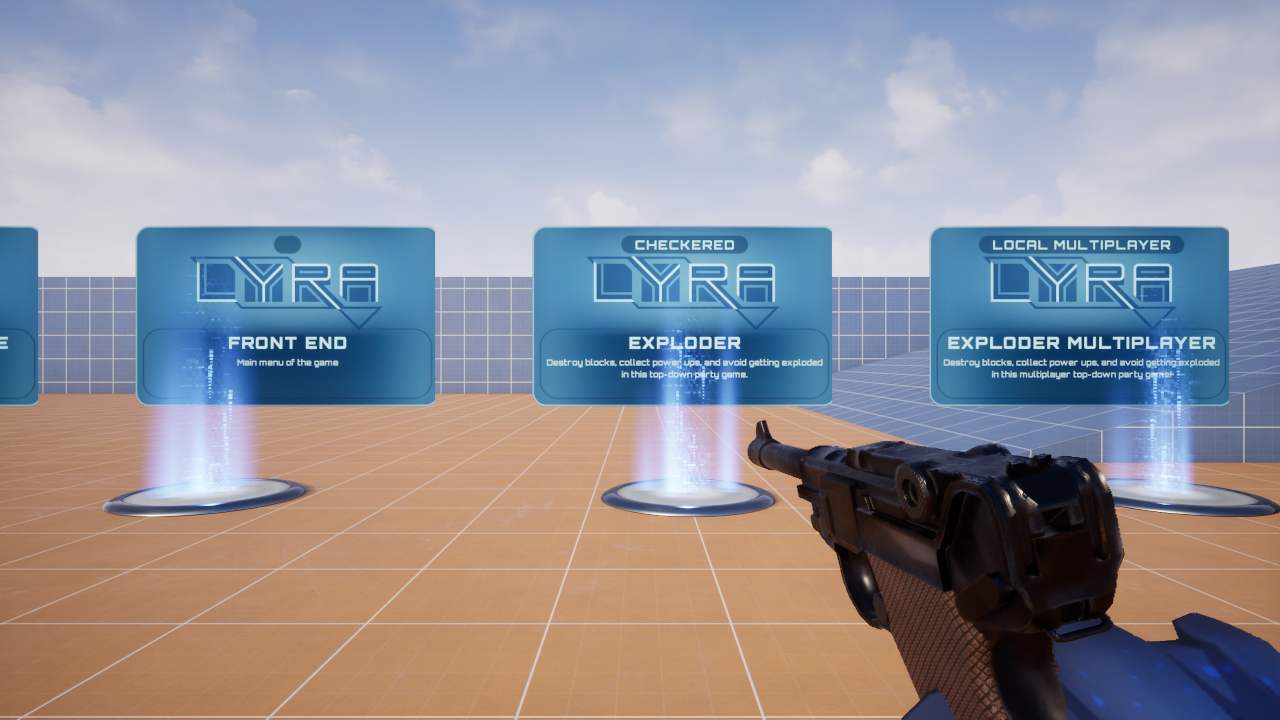 E
LYRA
FRONT END
Main menu of the game
CHECKERED
LYRA
EXPLODER
Destroy blocks, collect power ups, and avoid getting exploded
in this top-down party game.
LOCAL MULTIPLAYER
LYRA
EXPLODER MULTIPLAYER
Destroy blocks, collect power ups, and avoid getting exploded
in this multiplayer top-down party game!